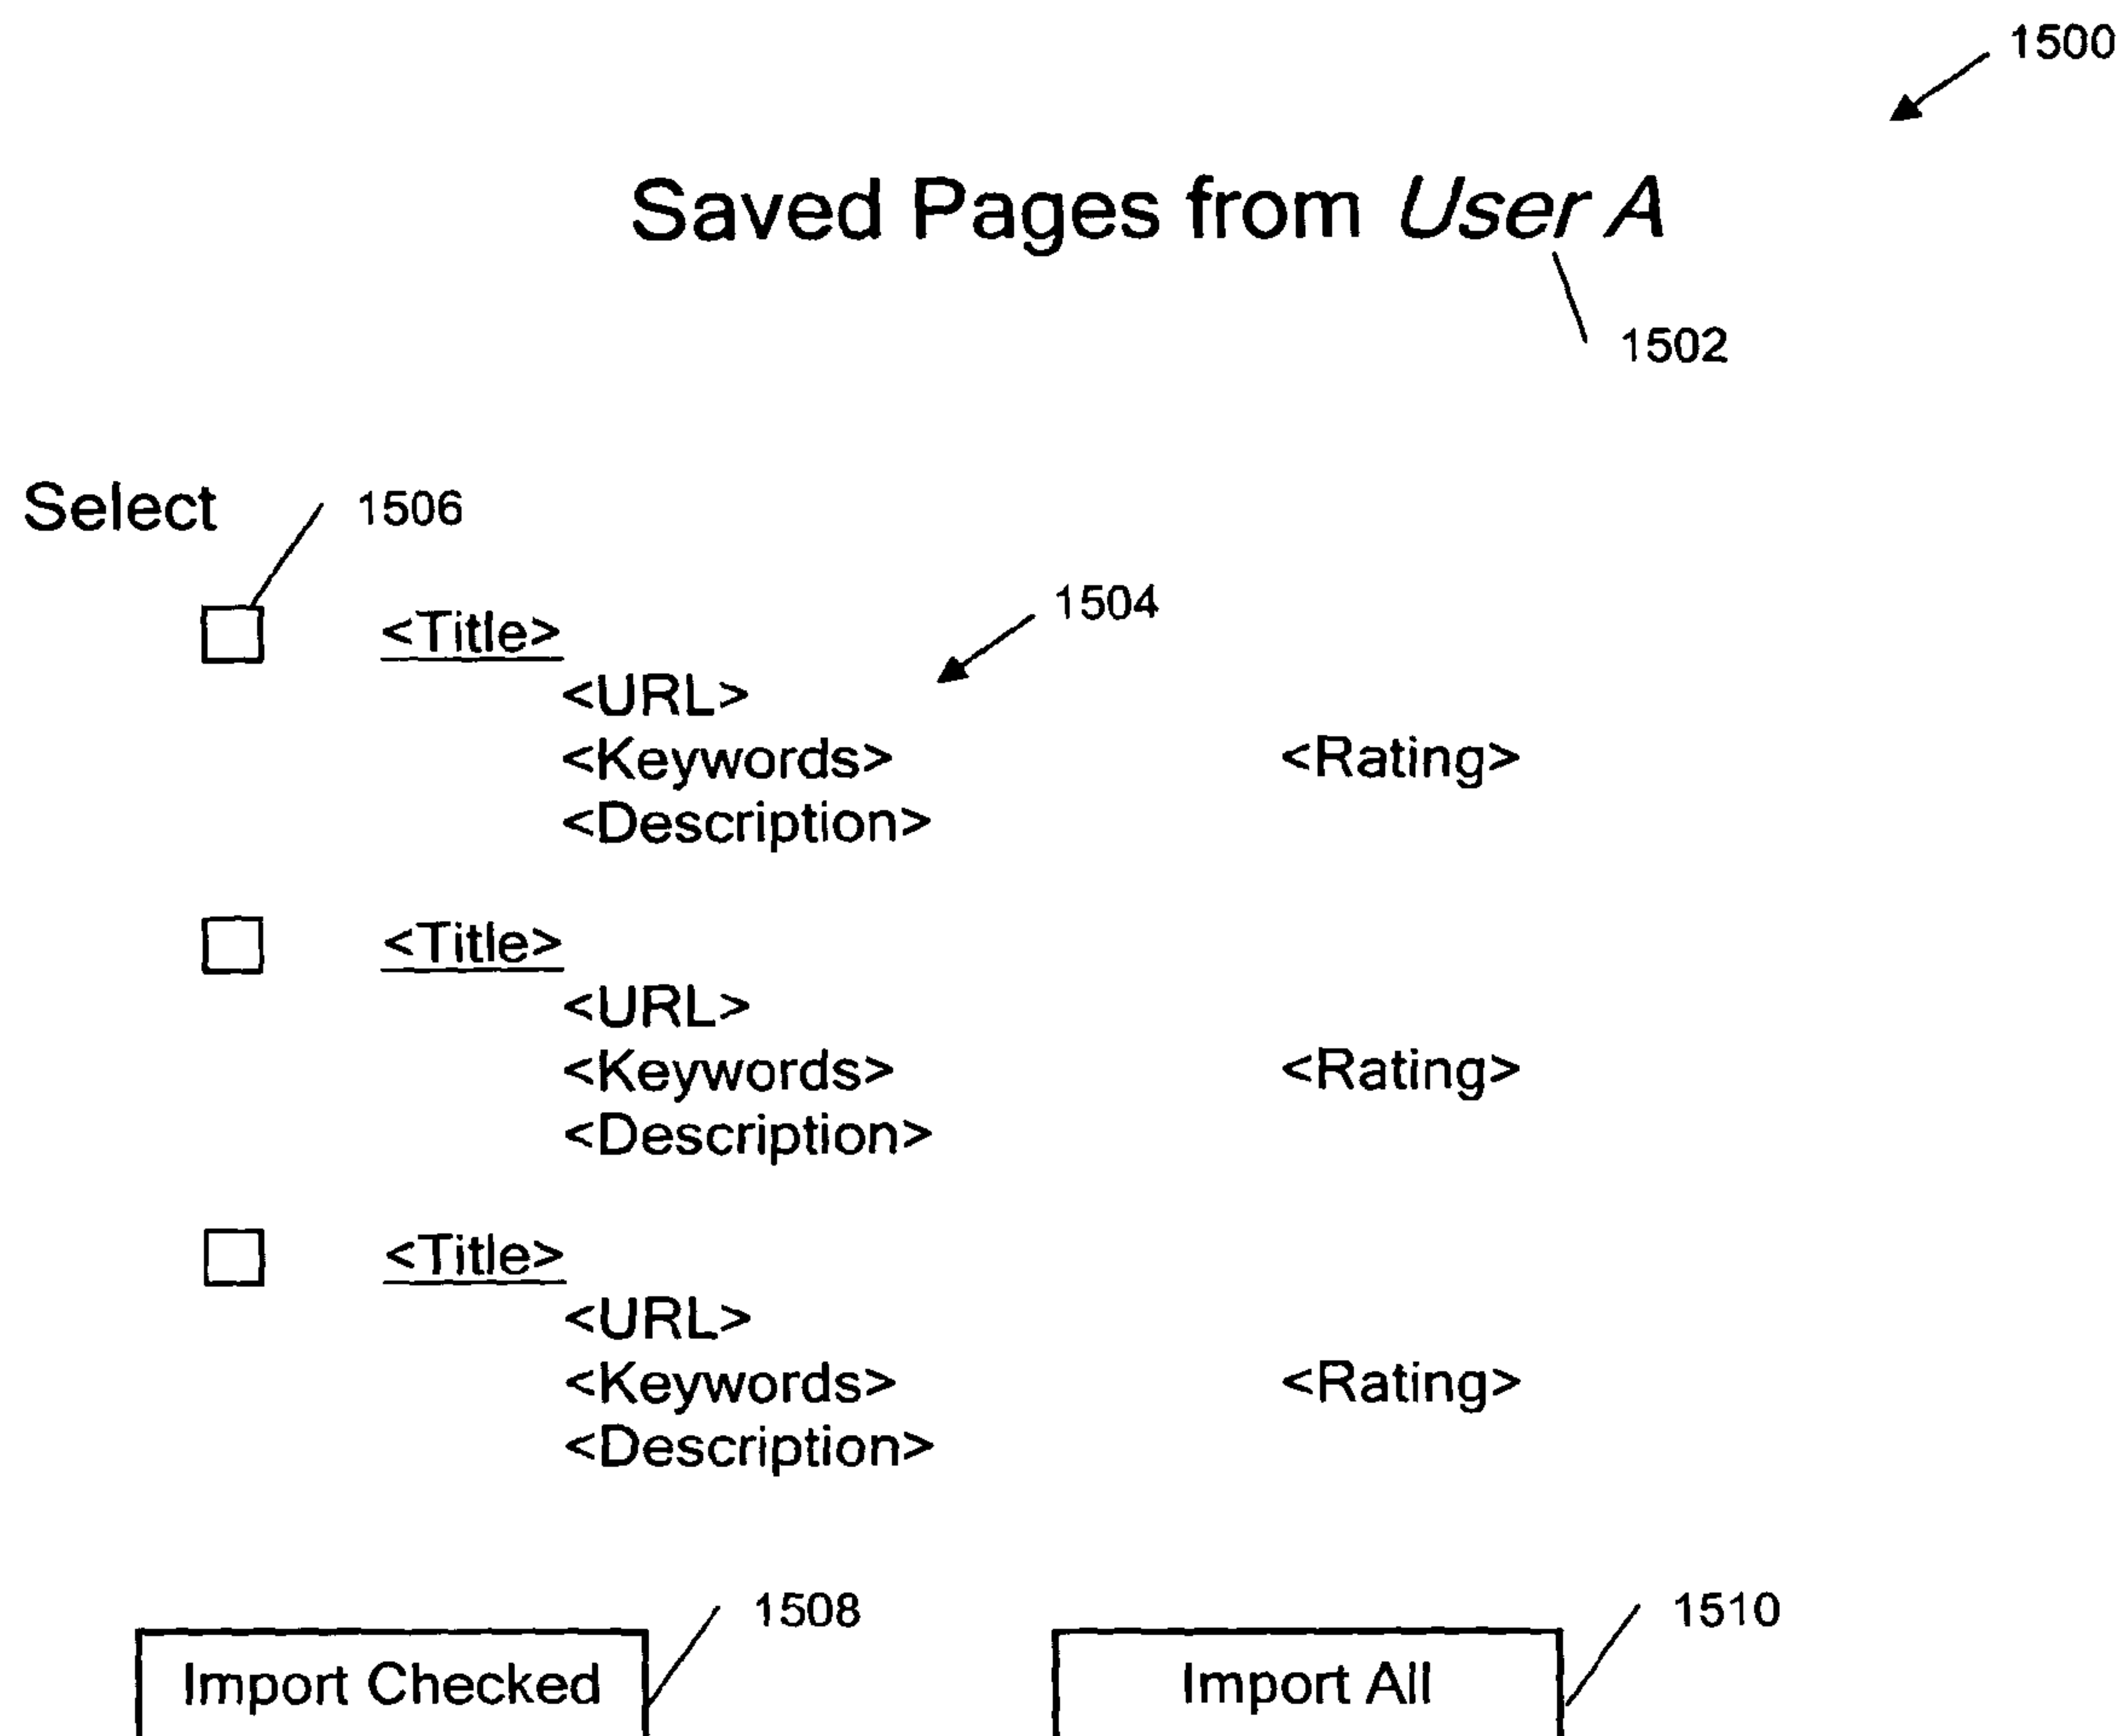 1500
Saved Pages from User A
1502
Select
1506
1504
<Title>
<URL>
<Keywords> <Rating>
<Description>
<Title>
<URL>
<Keywords> <Rating>
<Description>
<Title>
<URL>
<Keywords> <Rating>
<Description>
1508 1510
Import Checked Import All